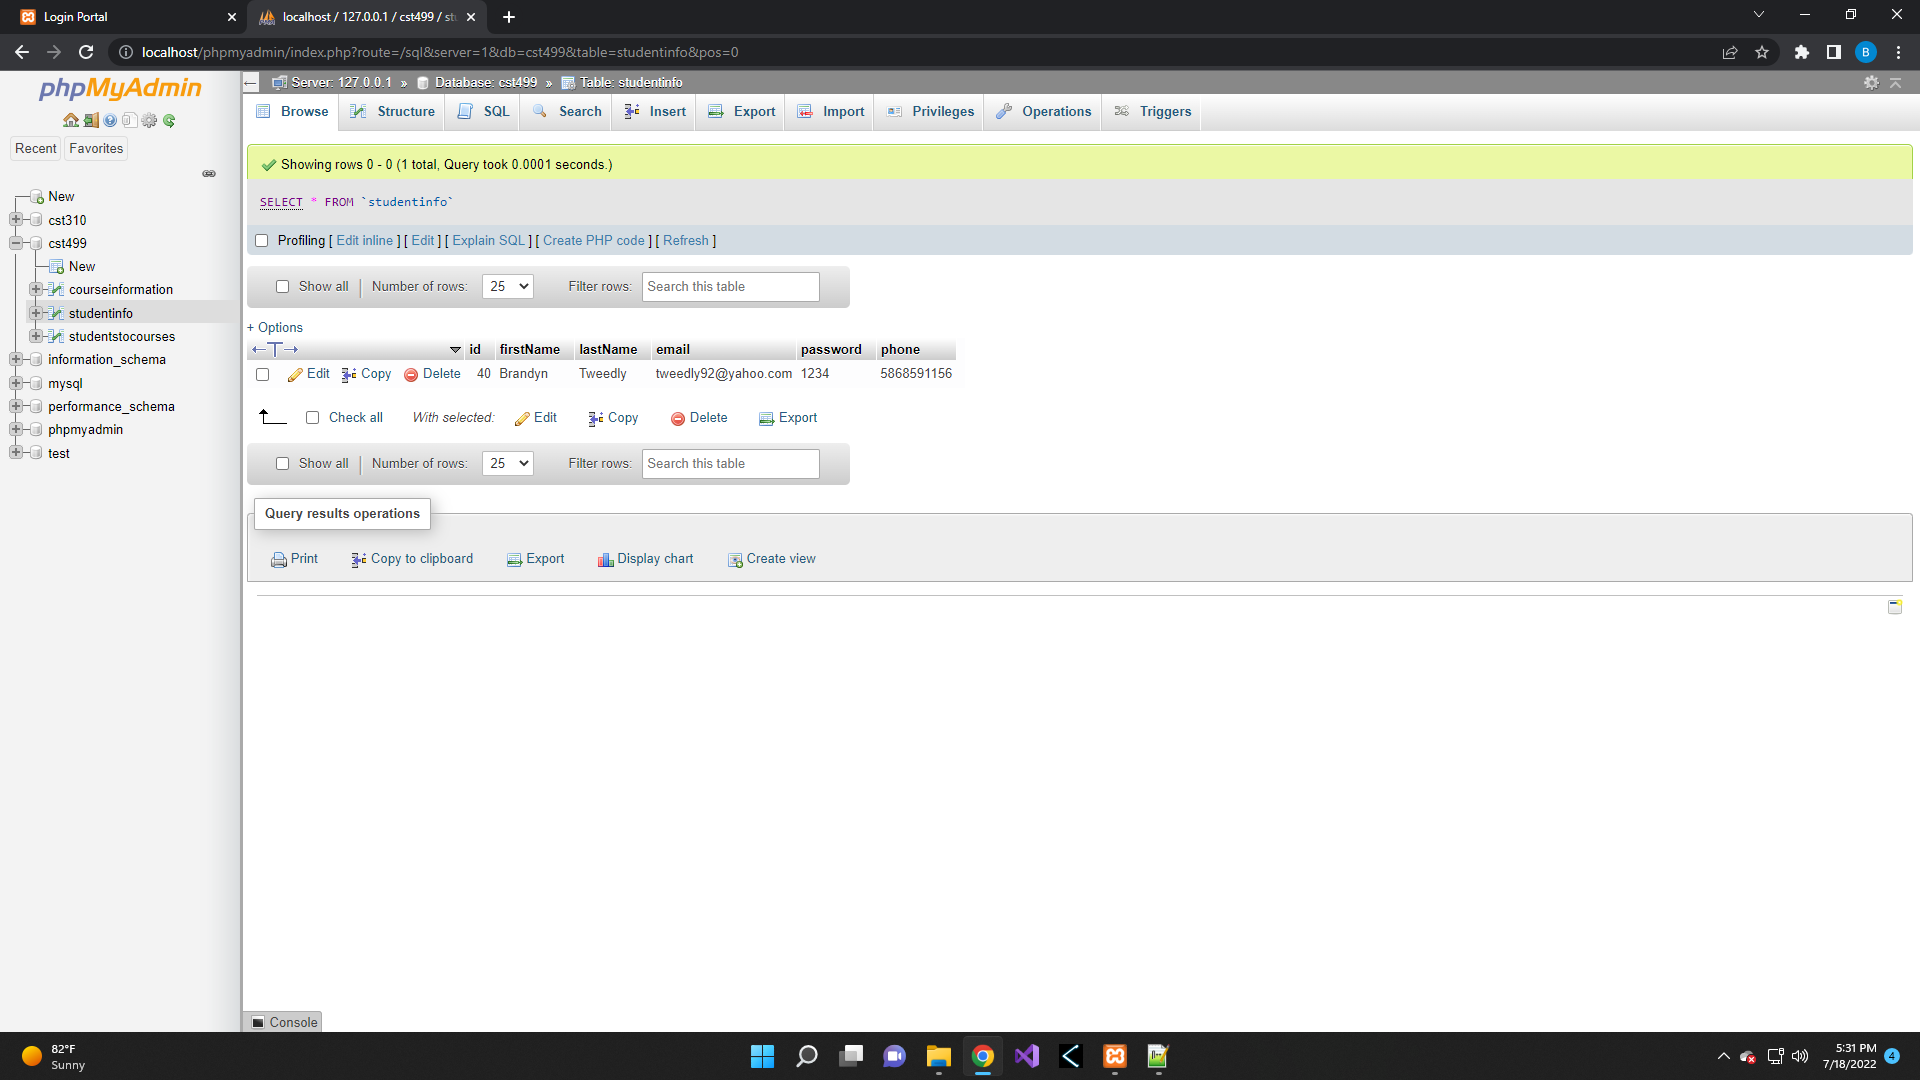 Login Portal
localhost / 127.0.0.1 / cst499 / st
localhost/phpmyadmin/index.php?route=/sql&server=1&db=cst499&table=studentinfo&pos=0
B
phpMyAdmin
Recent Favorites
New
cst310
cst499
New
courseinformation
studentinfo
studentstocourses
information_schema
mysql
performance_schema
phpmyadmin
test
Server: 127.0.0.1 » Database: cst499 » Table: studentinfo
Browse Structure SQL Search Insert Export Import Privileges Operations Triggers
Showing rows 0 - 0 (1 total, Query took 0.0001 seconds.)
SELECT * FROM `studentinfo`
Profiling [ Edit inline ] [ Edit ] [ Explain SQL ] [ Create PHP code ] [ Refresh ]
Show all | Number of rows: 25 Filter rows: Search this table
+ Options
←T→ id firstName lastName email password phone
Edit Copy Delete 40 Brandyn Tweedly tweedly92@yahoo.com 1234 5868591156
Check all With selected: Edit Copy Delete Export
Show all | Number of rows: 25 Filter rows: Search this table
Query results operations
Print Copy to clipboard Export Display chart Create view
Console
82°F
Sunny
5:31 PM
7/18/2022
4